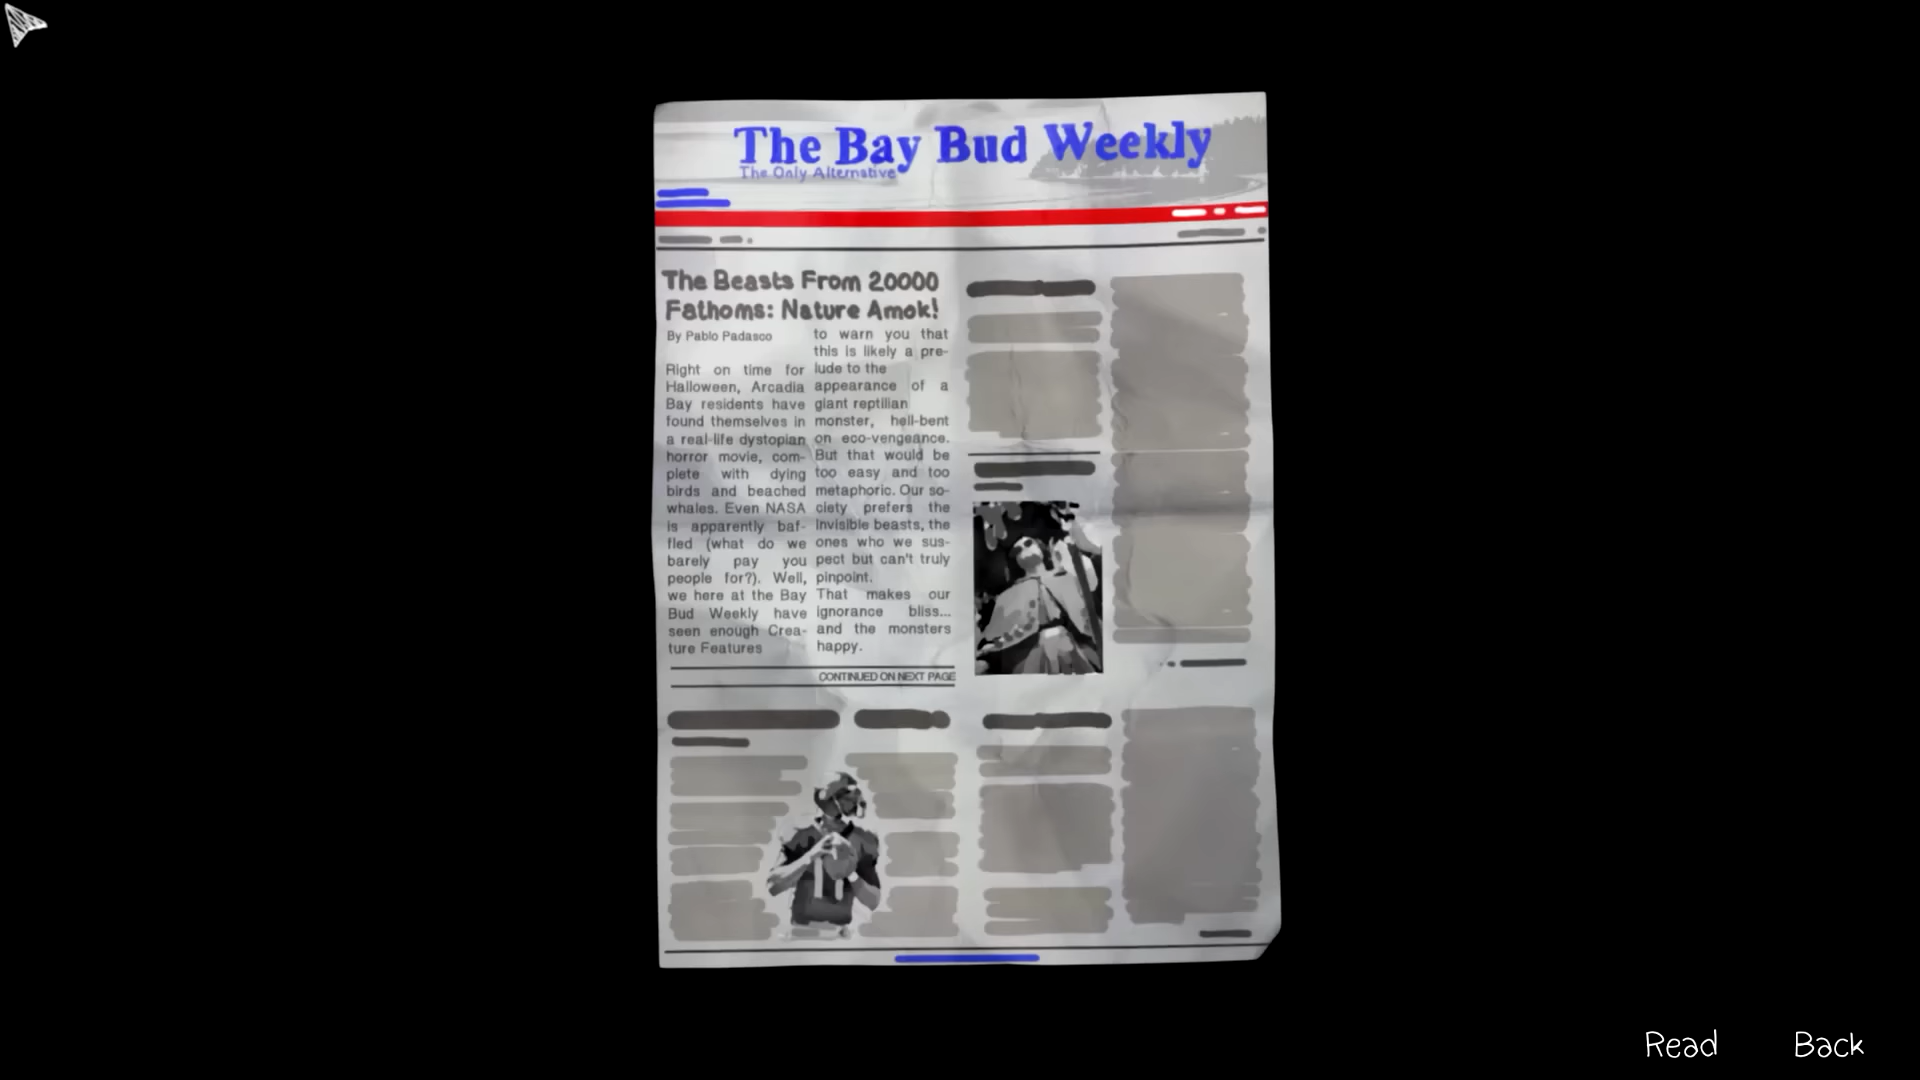 The Bay Bud Weekly
The Only Alternative
The Beasts From 20000
Fathoms: Nature Amok!
By Pablo Padasco
Right on time for
Halloween, Arcadia
Bay residents have
found themselves in
a real-life dystopian
horror movie, com-
plete with dying
birds and beached
whales. Even NASA
is apparently baf-
fled (what do we
barely pay you
people for?). Well,
we here at the Bay
Bud Weekly have
seen enough Crea-
ture Features
to warn you that
this is likely a pre-
lude to the
appearance of a
giant reptilian
monster, hell-bent
on eco-vengeance.
But that would be
too easy and too
metaphoric. Our so-
ciety prefers the
invisible beasts, the
ones who we sus-
pect but can't truly
pinpoint.
That makes our
ignorance bliss...
and the monsters
happy.
CONTINUED ON NEXT PAGE
Read
Back